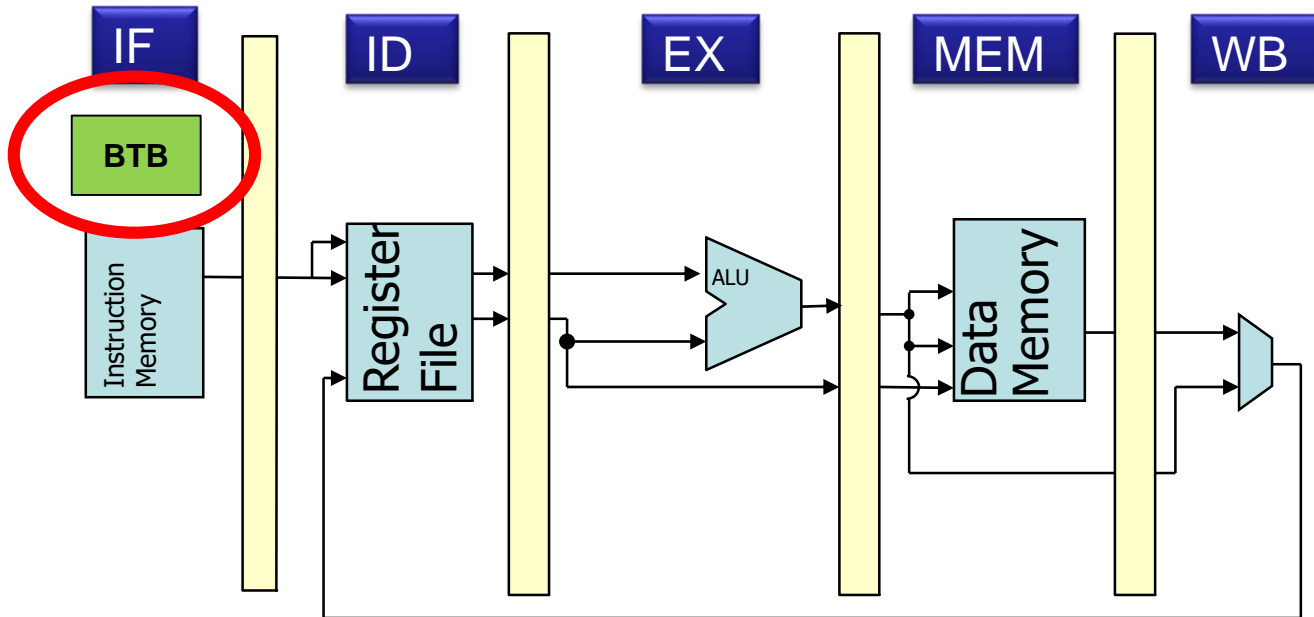 IF
ID
EX
MEM
WB
BTB
Instruction
Memory
Register
File
ALU
Data
Memory